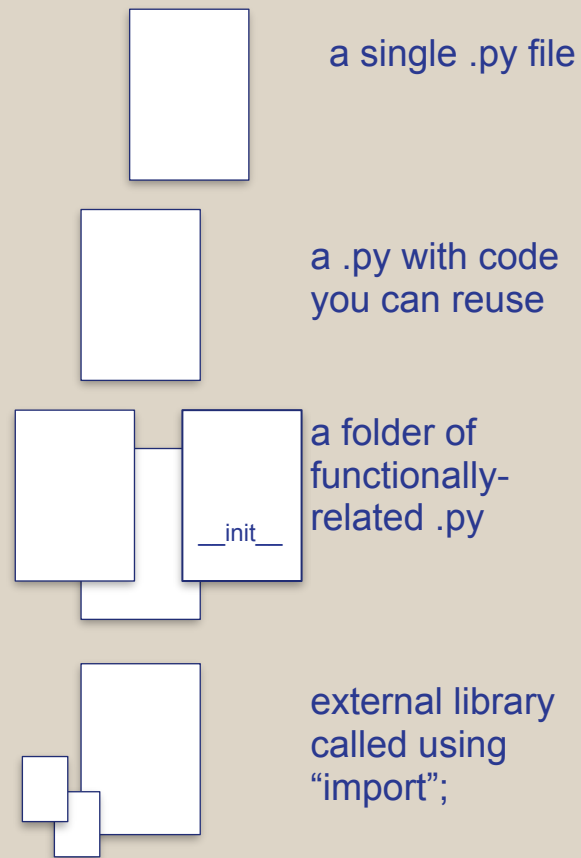 a single .py file
a .py with code
you can reuse
a folder of
functionally-
related .py
__init__
external library
called using
“import”;